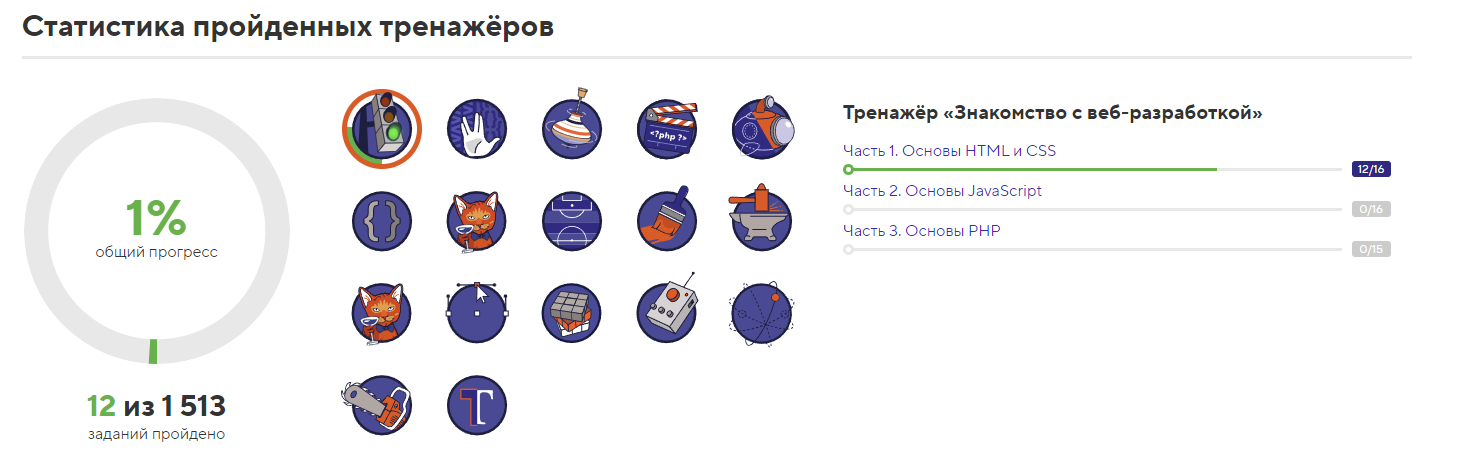 Статистика пройденных тренажёров
1%
общий прогресс
12 из 1 513
заданий пройдено
<?php ?>
{ }
T
Тренажёр «Знакомство с веб-разработкой»
Часть 1. Основы HTML и CSS
12/16
Часть 2. Основы JavaScript
0/16
Часть 3. Основы PHP
0/15